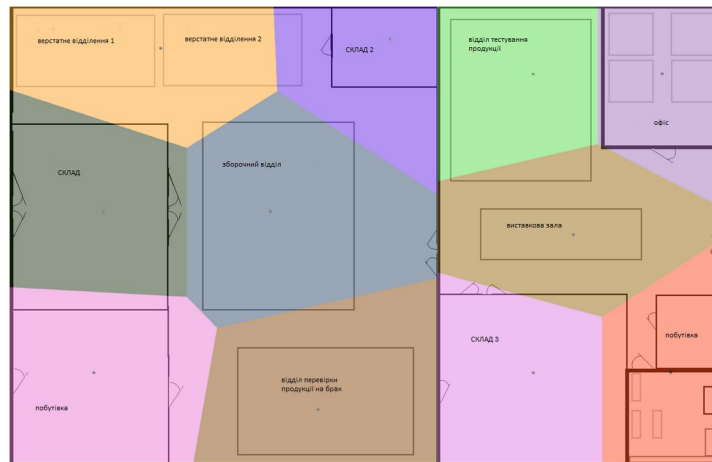 верстатне відділення 1
верстатне відділення 2
СКЛАД 2
відділ тестування
продукції
офіс
СКЛАД
зборочний відділ
виставкова зала
СКЛАД 3
побутівка
відділ перевірки
продукції на брак
побутівка